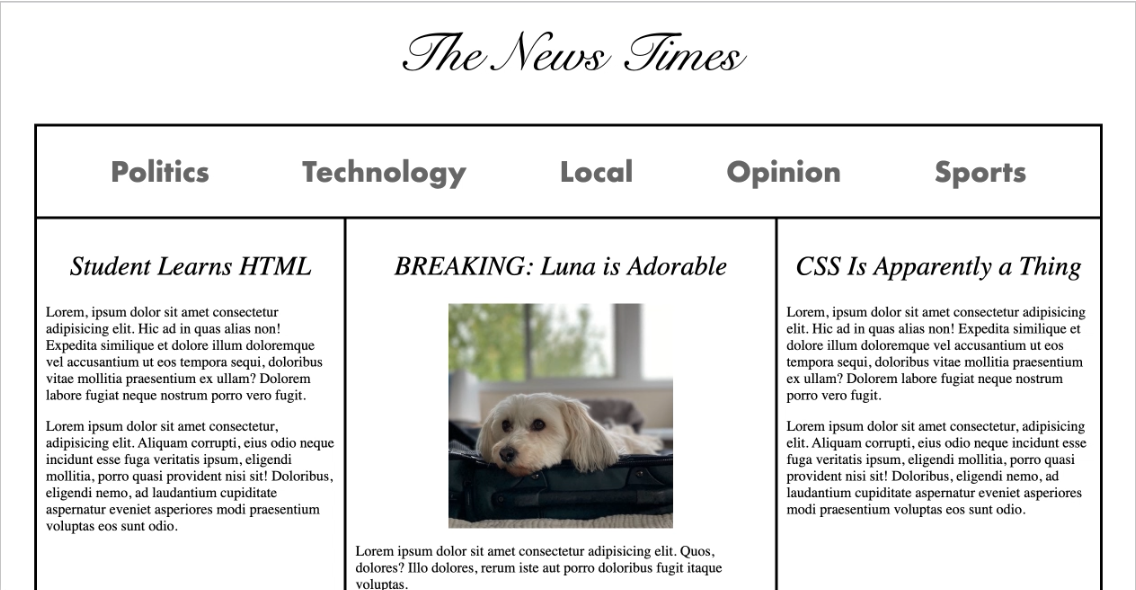 The News Times
Politics Technology Local Opinion Sports
Student Learns HTML
Lorem, ipsum dolor sit amet consectetur
adipisicing elit. Hic ad in quas alias non!
Expedita similique et dolore illum doloremque
vel accusantium ut eos tempora sequi, doloribus
vitae mollitia praesentium ex ullam? Dolorem
labore fugiat neque nostrum porro vero fugit.
Lorem ipsum dolor sit amet consectetur,
adipisicing elit. Aliquam corrupti, eius odio neque
incidunt esse fuga veritatis ipsum, eligendi
mollitia, porro quasi provident nisi sit! Doloribus,
eligendi nemo, ad laudantium cupiditate
aspernatur eveniet asperiores modi praesentium
voluptas eos sunt odio.
BREAKING: Luna is Adorable
Lorem ipsum dolor sit amet consectetur adipisicing elit. Quos,
dolores? Illo dolores, rerum iste aut porro doloribus fugit itaque
voluptas.
CSS Is Apparently a Thing
Lorem, ipsum dolor sit amet consectetur adipisicing
elit. Hic ad in quas alias non! Expedita similique et
dolore illum doloremque vel accusantium ut eos
tempora sequi, doloribus vitae mollitia praesentium
ex ullam? Dolorem labore fugiat neque nostrum
porro vero fugit.
Lorem ipsum dolor sit amet consectetur, adipisicing
elit. Aliquam corrupti, eius odio neque incidunt esse
fuga veritatis ipsum, eligendi mollitia, porro quasi
provident nisi sit! Doloribus, eligendi nemo, ad
laudantium cupiditate aspernatur eveniet asperiores
modi praesentium voluptas eos sunt odio.